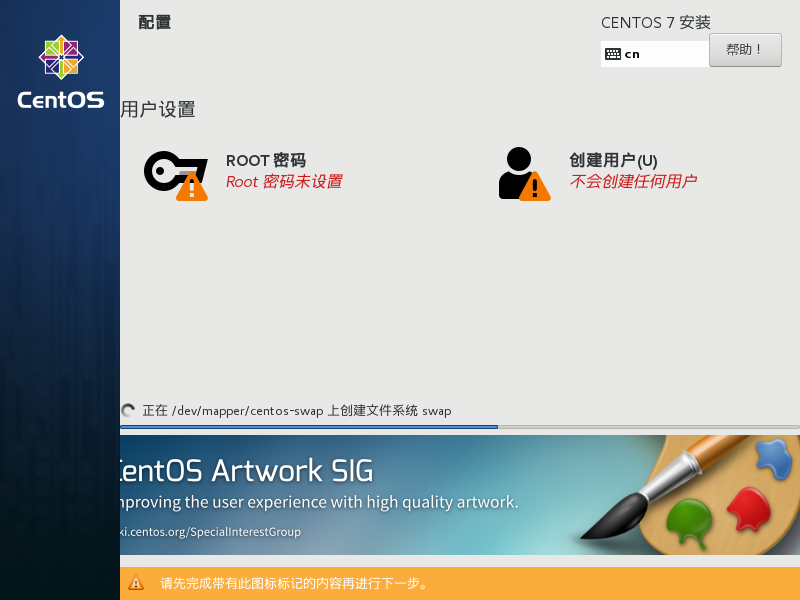 配置
CENTOS 7 安装
cn
帮助！
CentOS
用户设置
ROOT 密码
Root 密码未设置
创建用户(U)
不会创建任何用户
正在 /dev/mapper/centos-swap 上创建文件系统 swap
CentOS Artwork SIG
mproving the user experience with high quality artwork.
ki.centos.org/SpecialInterestGroup
请先完成带有此图标标记的内容再进行下一步。